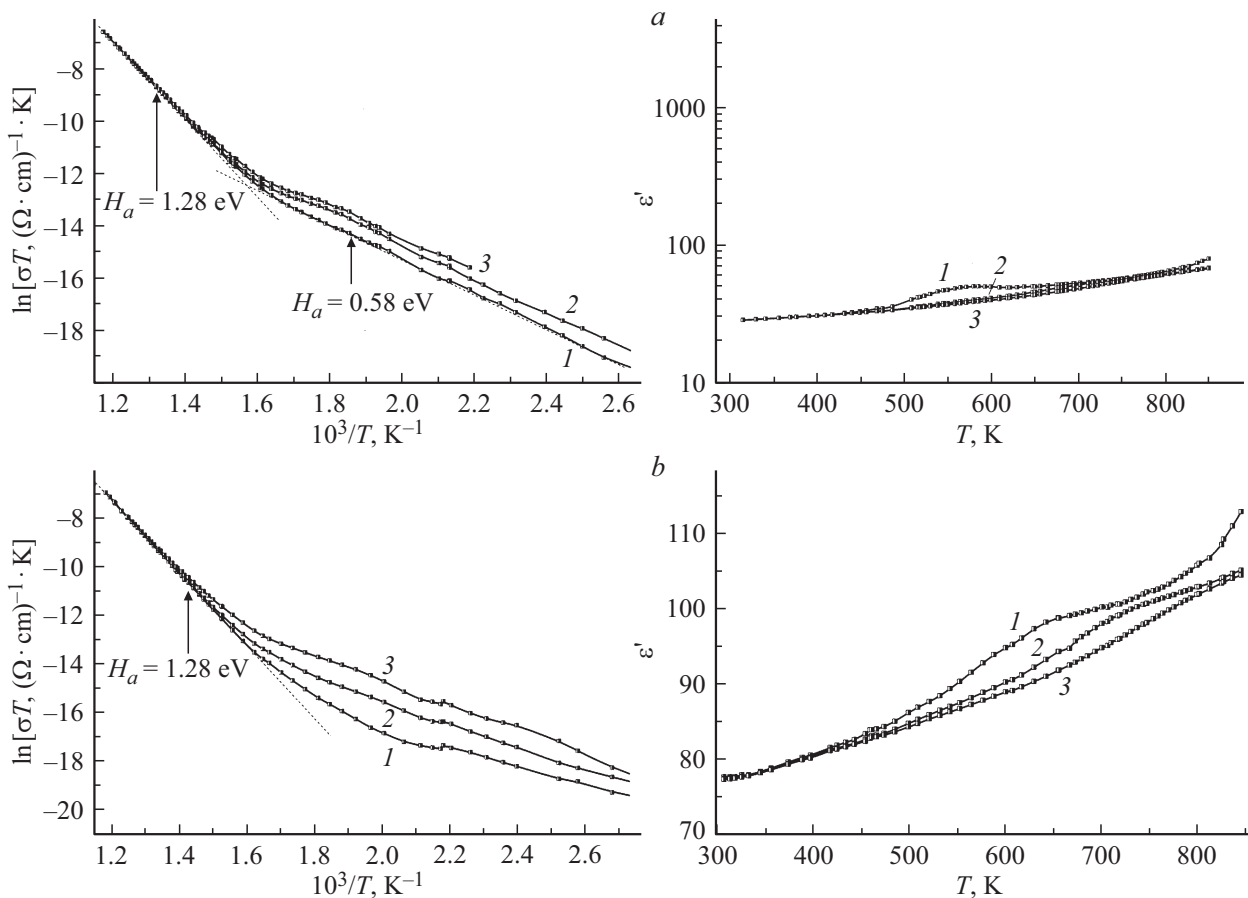 a
ln[σT, (Ω · cm)⁻¹ · K]
–8
–10
–12
–14
–16
–18
Hₐ = 1.28 eV
Hₐ = 0.58 eV
3
2
1
1.2 1.4 1.6 1.8 2.0 2.2 2.4 2.6
10³/T, K⁻¹
ε'
1000
100
10
1
2
3
300 400 500 600 700 800
T, K
b
ln[σT, (Ω · cm)⁻¹ · K]
–8
–10
–12
–14
–16
–18
–20
Hₐ = 1.28 eV
3
2
1
1.2 1.4 1.6 1.8 2.0 2.2 2.4 2.6
10³/T, K⁻¹
ε'
110
100
90
80
70
1
2
3
300 400 500 600 700 800
T, K